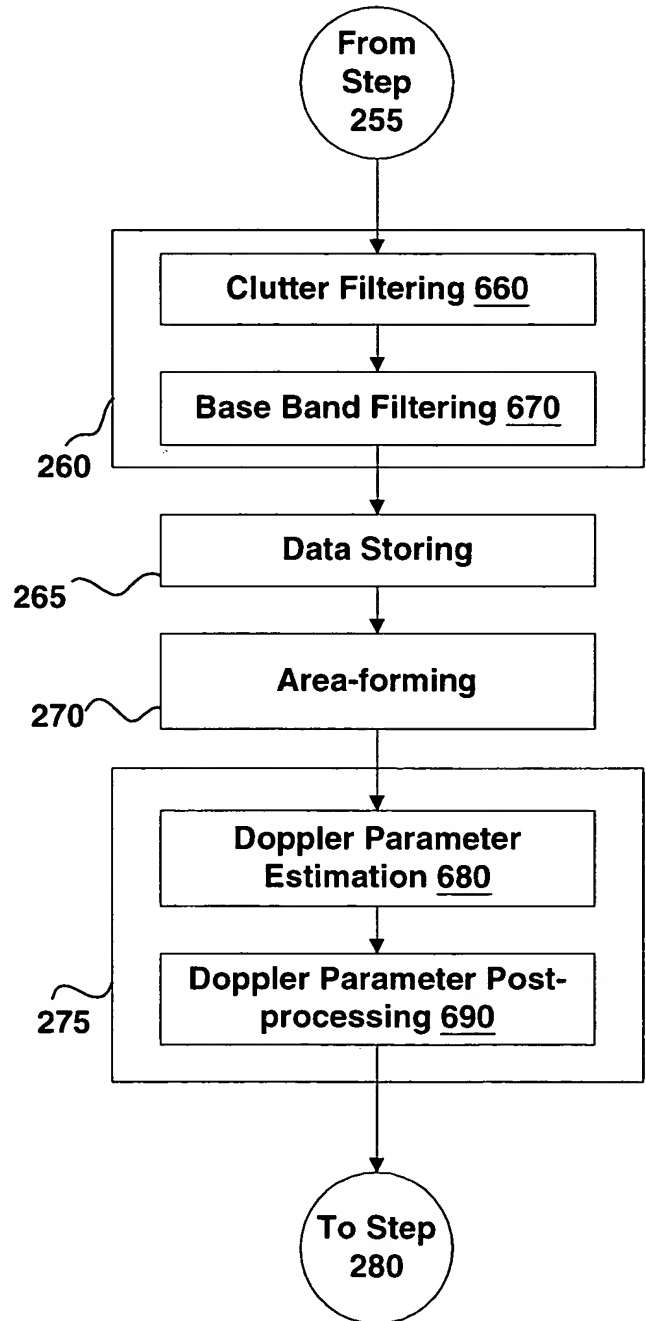 From
Step
255
Clutter Filtering 660
Base Band Filtering 670
260
Data Storing
265
Area-forming
270
Doppler Parameter
Estimation 680
Doppler Parameter Post-
processing 690
275
To Step
280